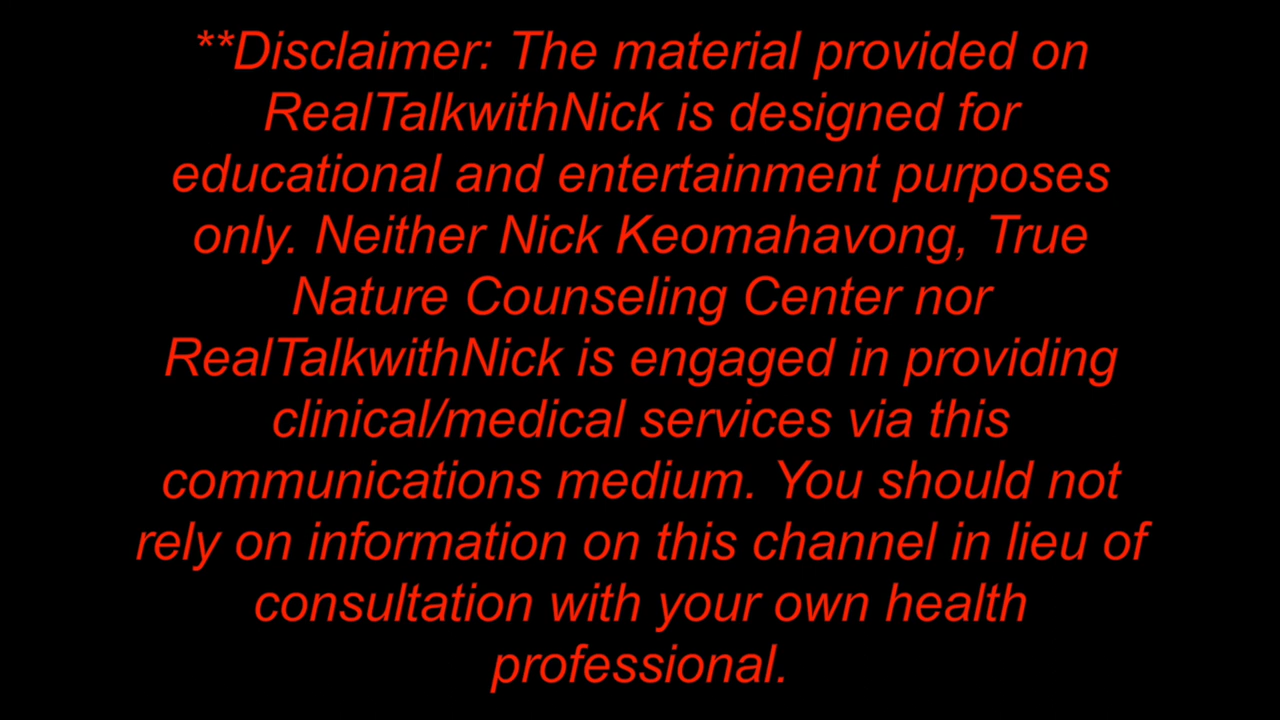 **Disclaimer: The material provided on
RealTalkwithNick is designed for
educational and entertainment purposes
only. Neither Nick Keomahavong, True
Nature Counseling Center nor
RealTalkwithNick is engaged in providing
clinical/medical services via this
communications medium. You should not
rely on information on this channel in lieu of
consultation with your own health
professional.